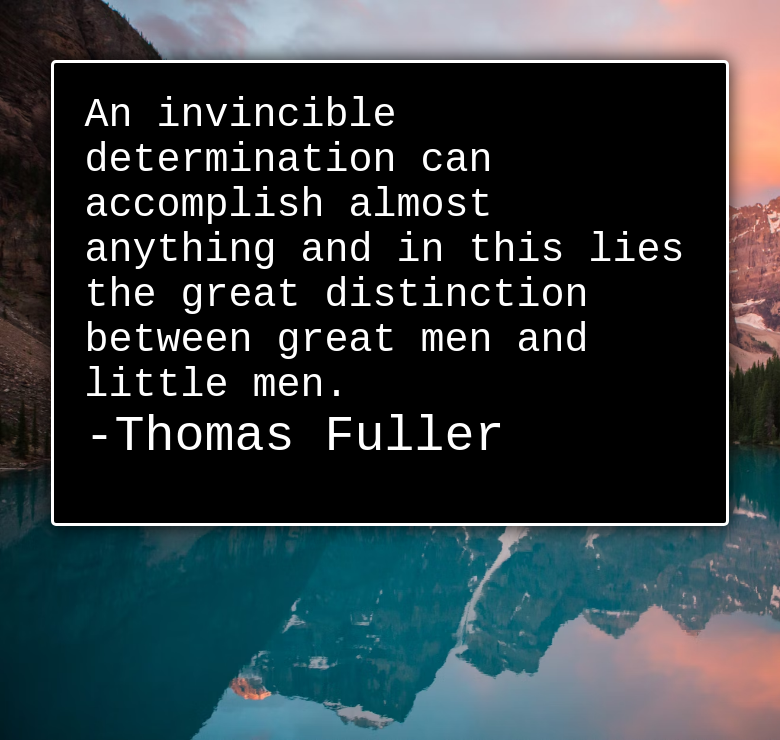 An invincible
determination can
accomplish almost
anything and in this lies
the great distinction
between great men and
little men.
-Thomas Fuller